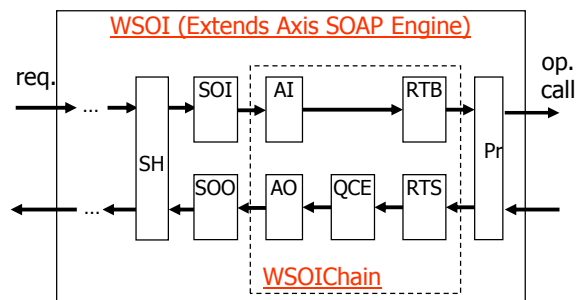 WSOI (Extends Axis SOAP Engine)
req.
op.
call
...
SOI
AI
RTB
SH
Pr
...
SOO
AO
QCE
RTS
WSOIChain